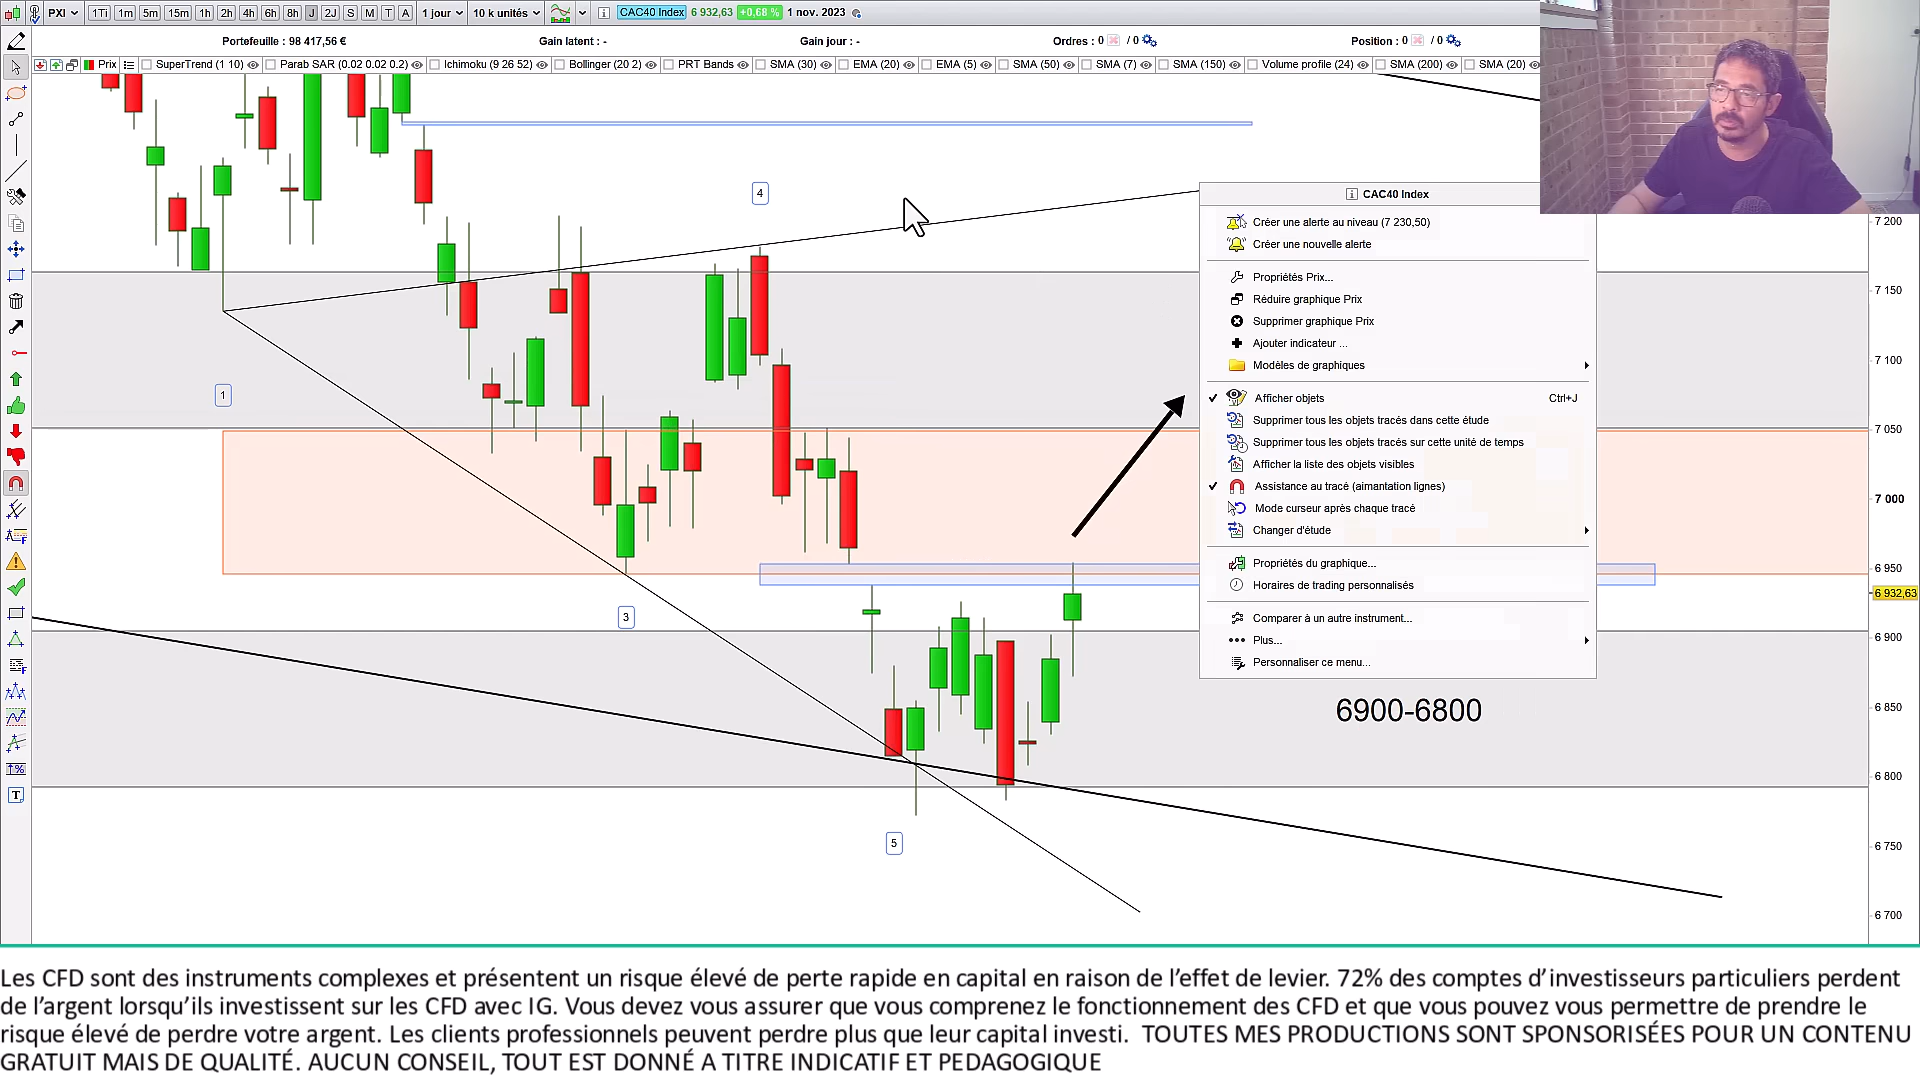 PXI 1Ti 1m 5m 15m 1h 2h 4h 6h 8h J 2J S M T A 1 jour 10 k unités CAC40 Index 6 932,63 +0,68 % 1 nov. 2023
Portefeuille : 98 417,56 € Gain latent : - Gain jour : - Ordres : 0 / 0 Position : 0 / 0
Prix SuperTrend (1 10) Parab SAR (0.02 0.02 0.2) Ichimoku (9 26 52) Bollinger (20 2) PRT Bands SMA (30) EMA (20) EMA (5) SMA (50) SMA (7) SMA (150) Volume profile (24) SMA (200) SMA (20)
4
CAC40 Index
Créer une alerte au niveau (7 230,50)
7 200
Créer une nouvelle alerte
Propriétés Prix...
7 150
Réduire graphique Prix
Supprimer graphique Prix
Ajouter indicateur ...
7 100
Modèles de graphiques
1
Afficher objets Ctrl+J
Supprimer tous les objets tracés dans cette étude
7 050
Supprimer tous les objets tracés sur cette unité de temps
Afficher la liste des objets visibles
Assistance au tracé (aimantation lignes)
7 000
Mode curseur après chaque tracé
Changer d'étude
Propriétés du graphique...
6 950
Horaires de trading personnalisés
6 932,63
3
Comparer à un autre instrument...
6 900
Plus...
Personnaliser ce menu...
6900-6800
6 850
6 800
T
5
6 750
6 700
Les CFD sont des instruments complexes et présentent un risque élevé de perte rapide en capital en raison de l’effet de levier. 72% des comptes d’investisseurs particuliers perdent
de l’argent lorsqu’ils investissent sur les CFD avec IG. Vous devez vous assurer que vous comprenez le fonctionnement des CFD et que vous pouvez vous permettre de prendre le
risque élevé de perdre votre argent. Les clients professionnels peuvent perdre plus que leur capital investi. TOUTES MES PRODUCTIONS SONT SPONSORISÉES POUR UN CONTENU
GRATUIT MAIS DE QUALITÉ. AUCUN CONSEIL, TOUT EST DONNÉ A TITRE INDICATIF ET PEDAGOGIQUE